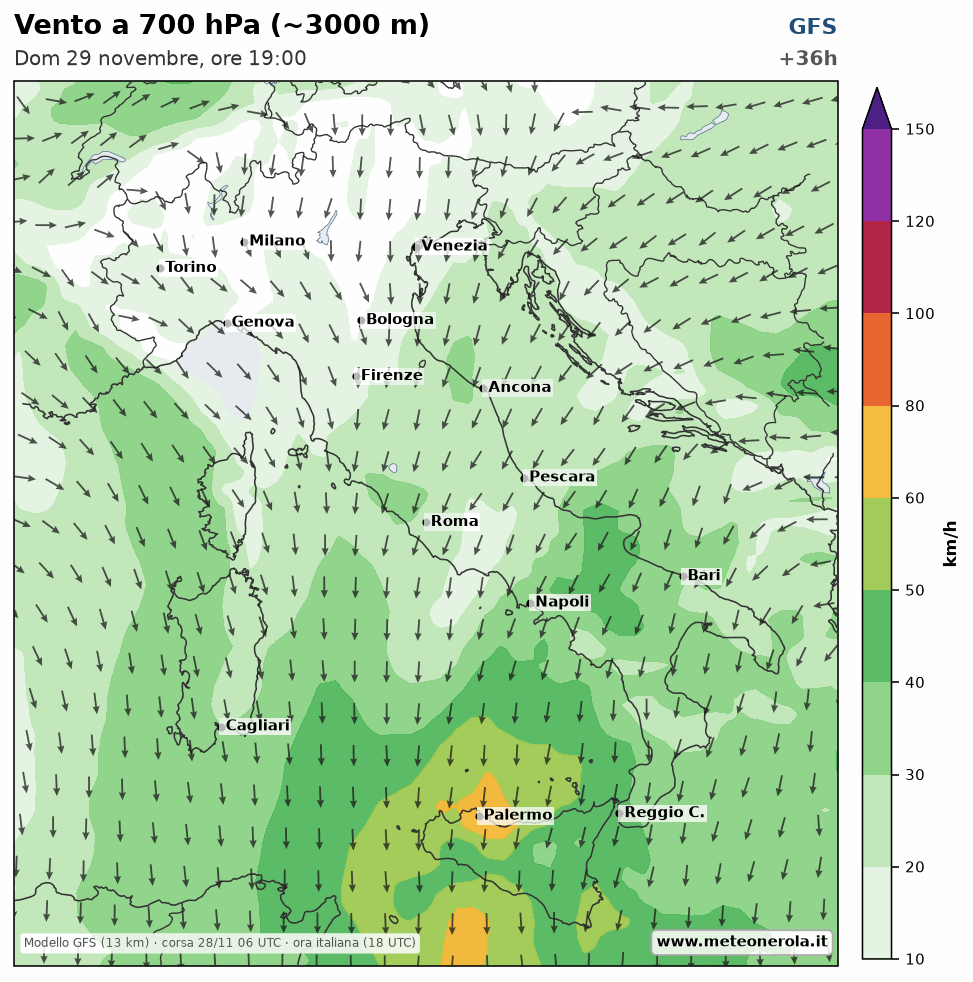 Vento a 700 hPa (~3000 m)
GFS
Dom 29 novembre, ore 19:00
+36h
150
120
100
80
60
50
40
30
20
10
km/h
Milano
Venezia
Torino
Genova
Bologna
Firenze
Ancona
Pescara
Roma
Bari
Napoli
Cagliari
Palermo
Reggio C.
Modello GFS (13 km) · corsa 28/11 06 UTC · ora italiana (18 UTC)
www.meteonerola.it